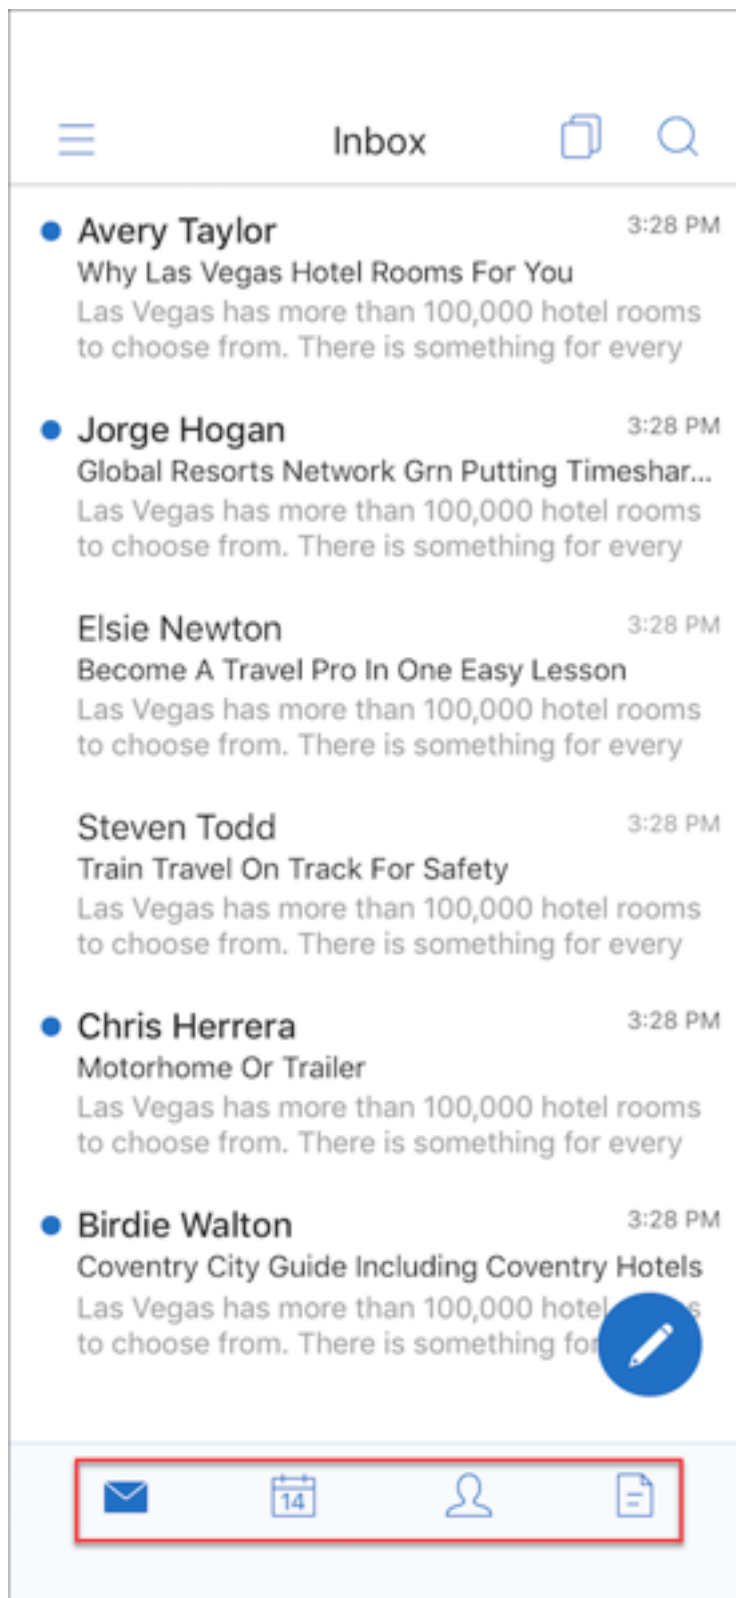 Inbox
Avery Taylor 3:28 PM
Why Las Vegas Hotel Rooms For You
Las Vegas has more than 100,000 hotel rooms
to choose from. There is something for every
Jorge Hogan 3:28 PM
Global Resorts Network Grn Putting Timeshar...
Las Vegas has more than 100,000 hotel rooms
to choose from. There is something for every
Elsie Newton 3:28 PM
Become A Travel Pro In One Easy Lesson
Las Vegas has more than 100,000 hotel rooms
to choose from. There is something for every
Steven Todd 3:28 PM
Train Travel On Track For Safety
Las Vegas has more than 100,000 hotel rooms
to choose from. There is something for every
Chris Herrera 3:28 PM
Motorhome Or Trailer
Las Vegas has more than 100,000 hotel rooms
to choose from. There is something for every
Birdie Walton 3:28 PM
Coventry City Guide Including Coventry Hotels
Las Vegas has more than 100,000 hotel
to choose from. There is something for
14